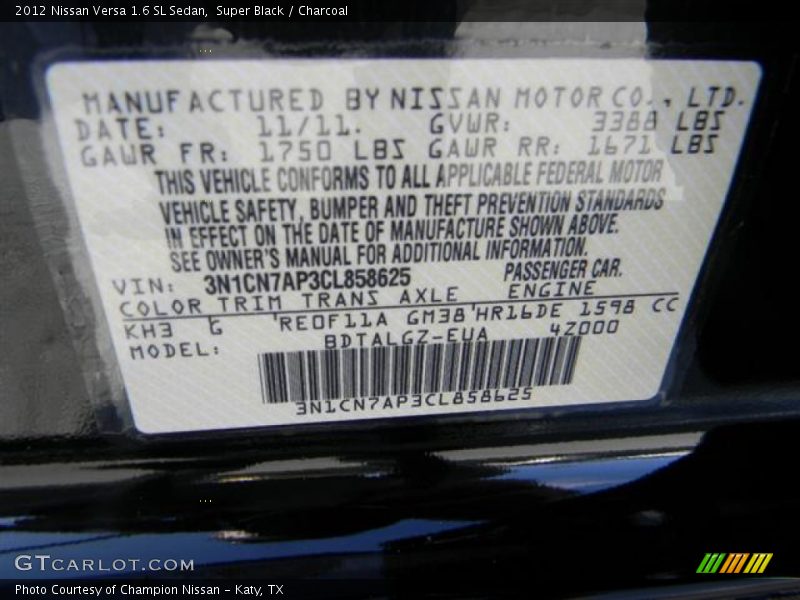 2012 Nissan Versa 1.6 SL Sedan, Super Black / Charcoal
MANUFACTURED BY NISSAN MOTOR CO., LTD.
DATE: 11/11. GVWR: 3388 LBS
GAWR FR: 1750 LBS GAWR RR: 1671 LBS
THIS VEHICLE CONFORMS TO ALL APPLICABLE FEDERAL MOTOR
VEHICLE SAFETY, BUMPER AND THEFT PREVENTION STANDARDS
IN EFFECT ON THE DATE OF MANUFACTURE SHOWN ABOVE.
SEE OWNER'S MANUAL FOR ADDITIONAL INFORMATION.
VIN: 3N1CN7AP3CL858625 PASSENGER CAR.
COLOR TRIM TRANS AXLE ENGINE
KH3 G RE0F11A GM38 HR16DE 1598 CC
MODEL: BDTALGZ-EUA 4Z000
3N1CN7AP3CL858625
GTCARLOT.COM
Photo Courtesy of Champion Nissan - Katy, TX